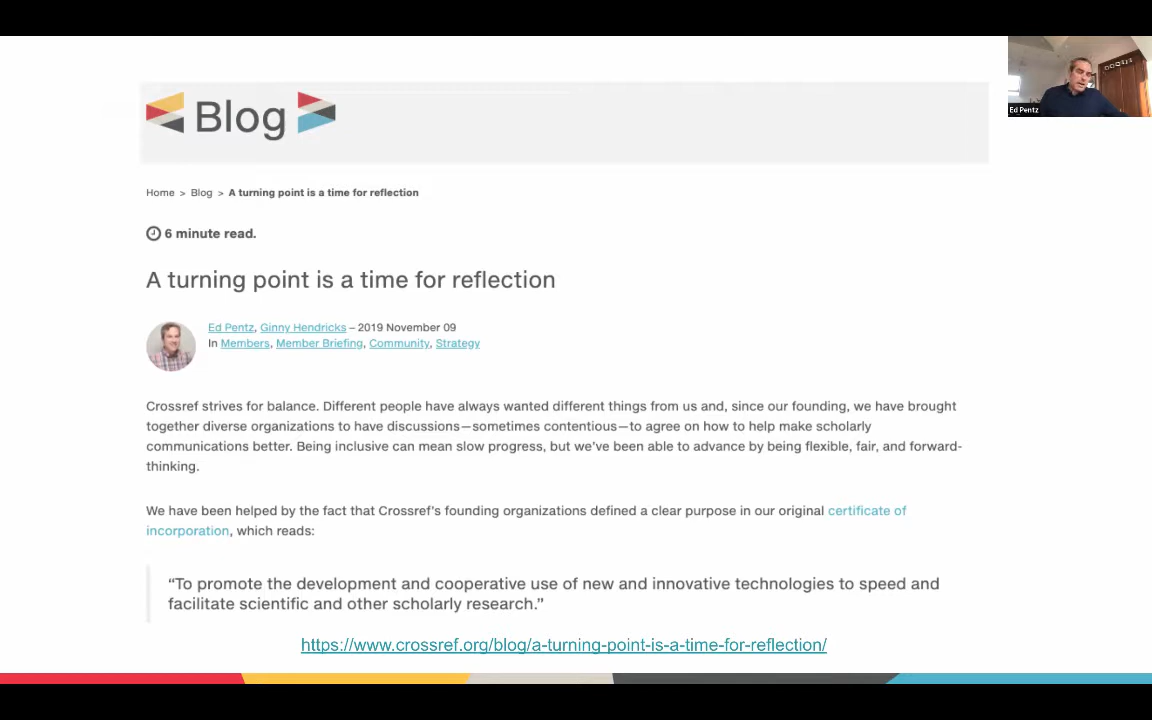 Blog
Ed Pentz
Home > Blog > A turning point is a time for reflection
6 minute read.
A turning point is a time for reflection
Ed Pentz, Ginny Hendricks – 2019 November 09
In Members, Member Briefing, Community, Strategy
Crossref strives for balance. Different people have always wanted different things from us and, since our founding, we have brought
together diverse organizations to have discussions—sometimes contentious—to agree on how to help make scholarly
communications better. Being inclusive can mean slow progress, but we’ve been able to advance by being flexible, fair, and forward-
thinking.
We have been helped by the fact that Crossref’s founding organizations defined a clear purpose in our original certificate of
incorporation, which reads:
“To promote the development and cooperative use of new and innovative technologies to speed and
facilitate scientific and other scholarly research.”
https://www.crossref.org/blog/a-turning-point-is-a-time-for-reflection/